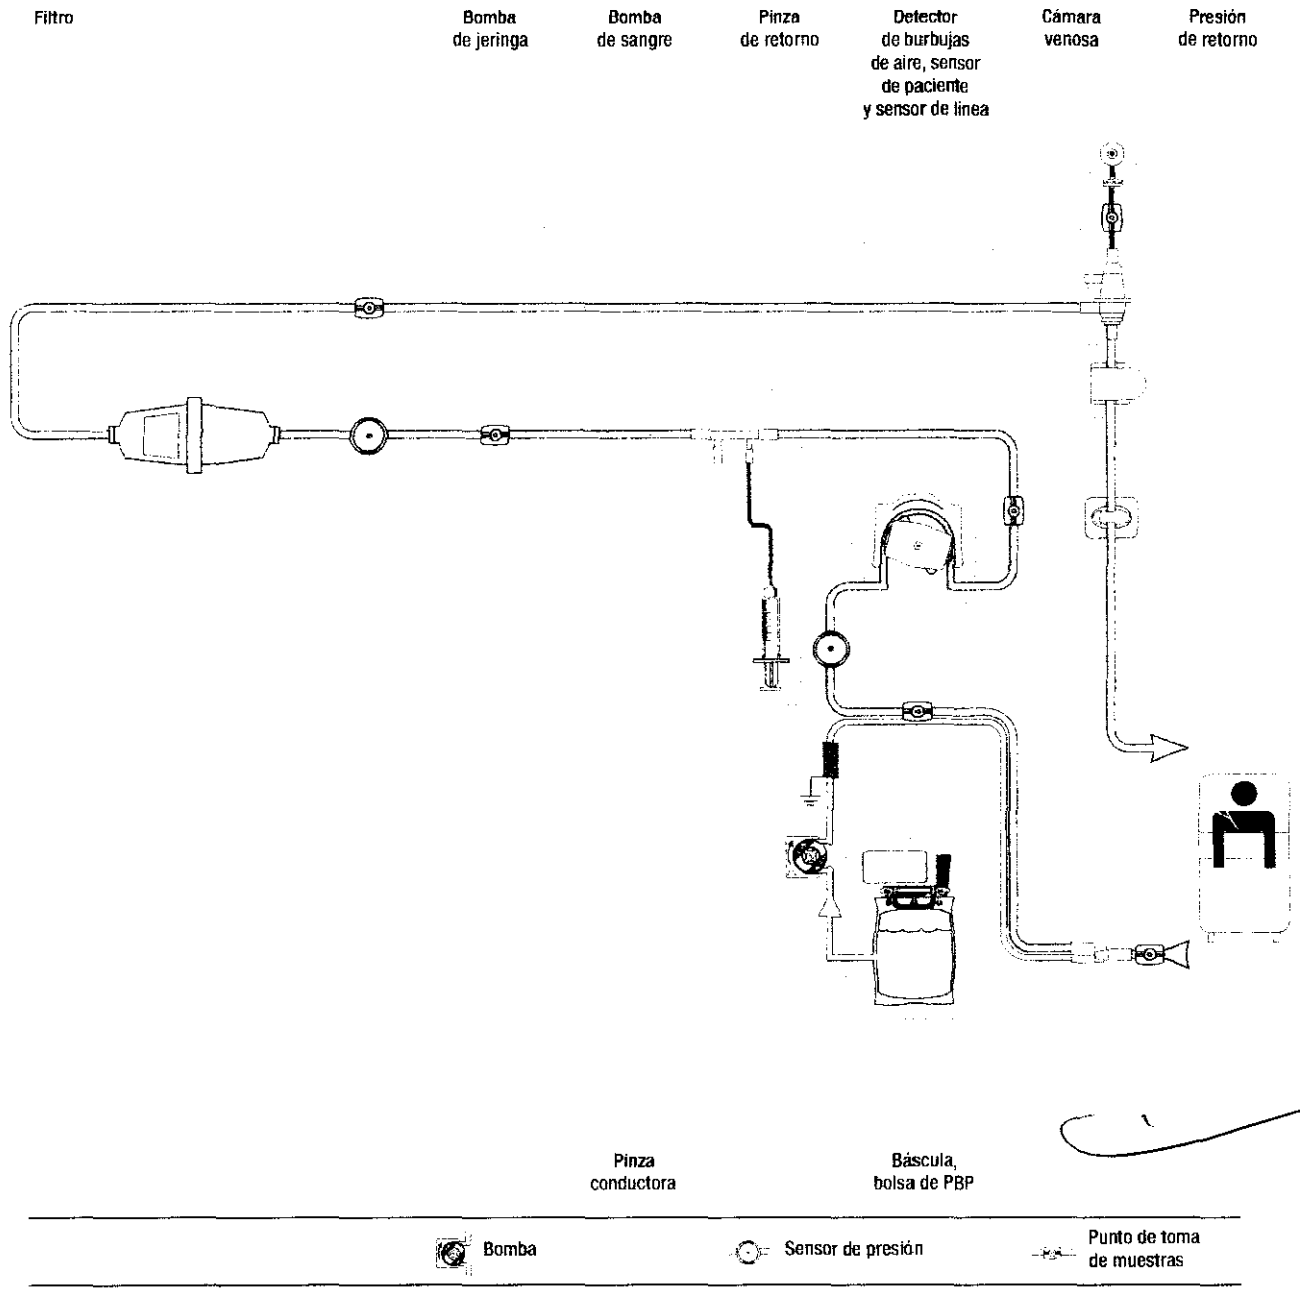 Filtro
Bomba
de jeringa
Bomba
de sangre
Pinza
de retorno
Detector
de burbujas
de aire, sensor
de paciente
y sensor de línea
Cámara
venosa
Presión
de retorno
Pinza
conductora
Báscula,
bolsa de PBP
Bomba
Sensor de presión
Punto de toma
de muestras